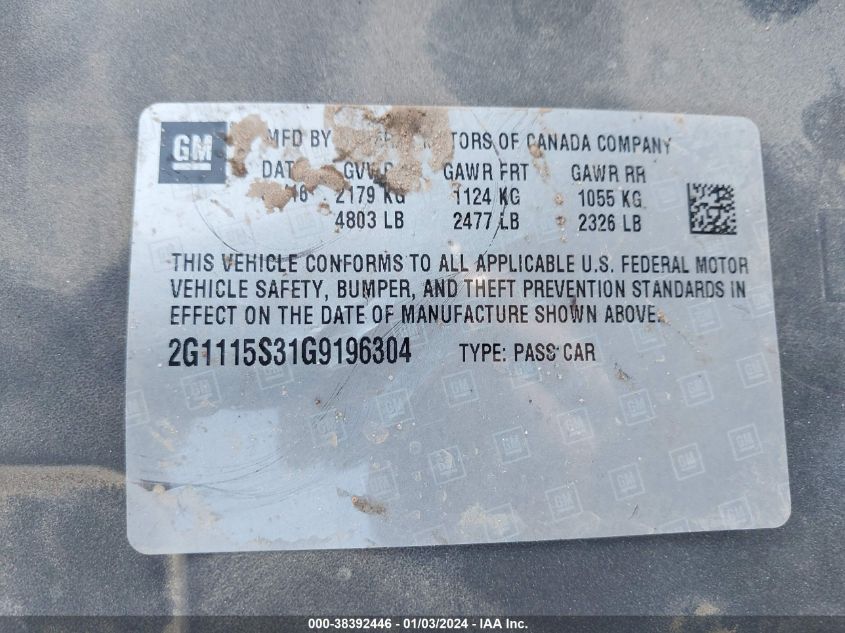 GM
MFD BY MOTORS OF CANADA COMPANY
GAWR FRT GAWR RR
2179 KG 1124 KG 1055 KG
4803 LB 2477 LB 2326 LB
THIS VEHICLE CONFORMS TO ALL APPLICABLE U.S. FEDERAL MOTOR
VEHICLE SAFETY, BUMPER, AND THEFT PREVENTION STANDARDS IN
EFFECT ON THE DATE OF MANUFACTURE SHOWN ABOVE.
2G1115S31G9196304 TYPE: PASS CAR
000-38392446 - 01/03/2024 - IAA Inc.